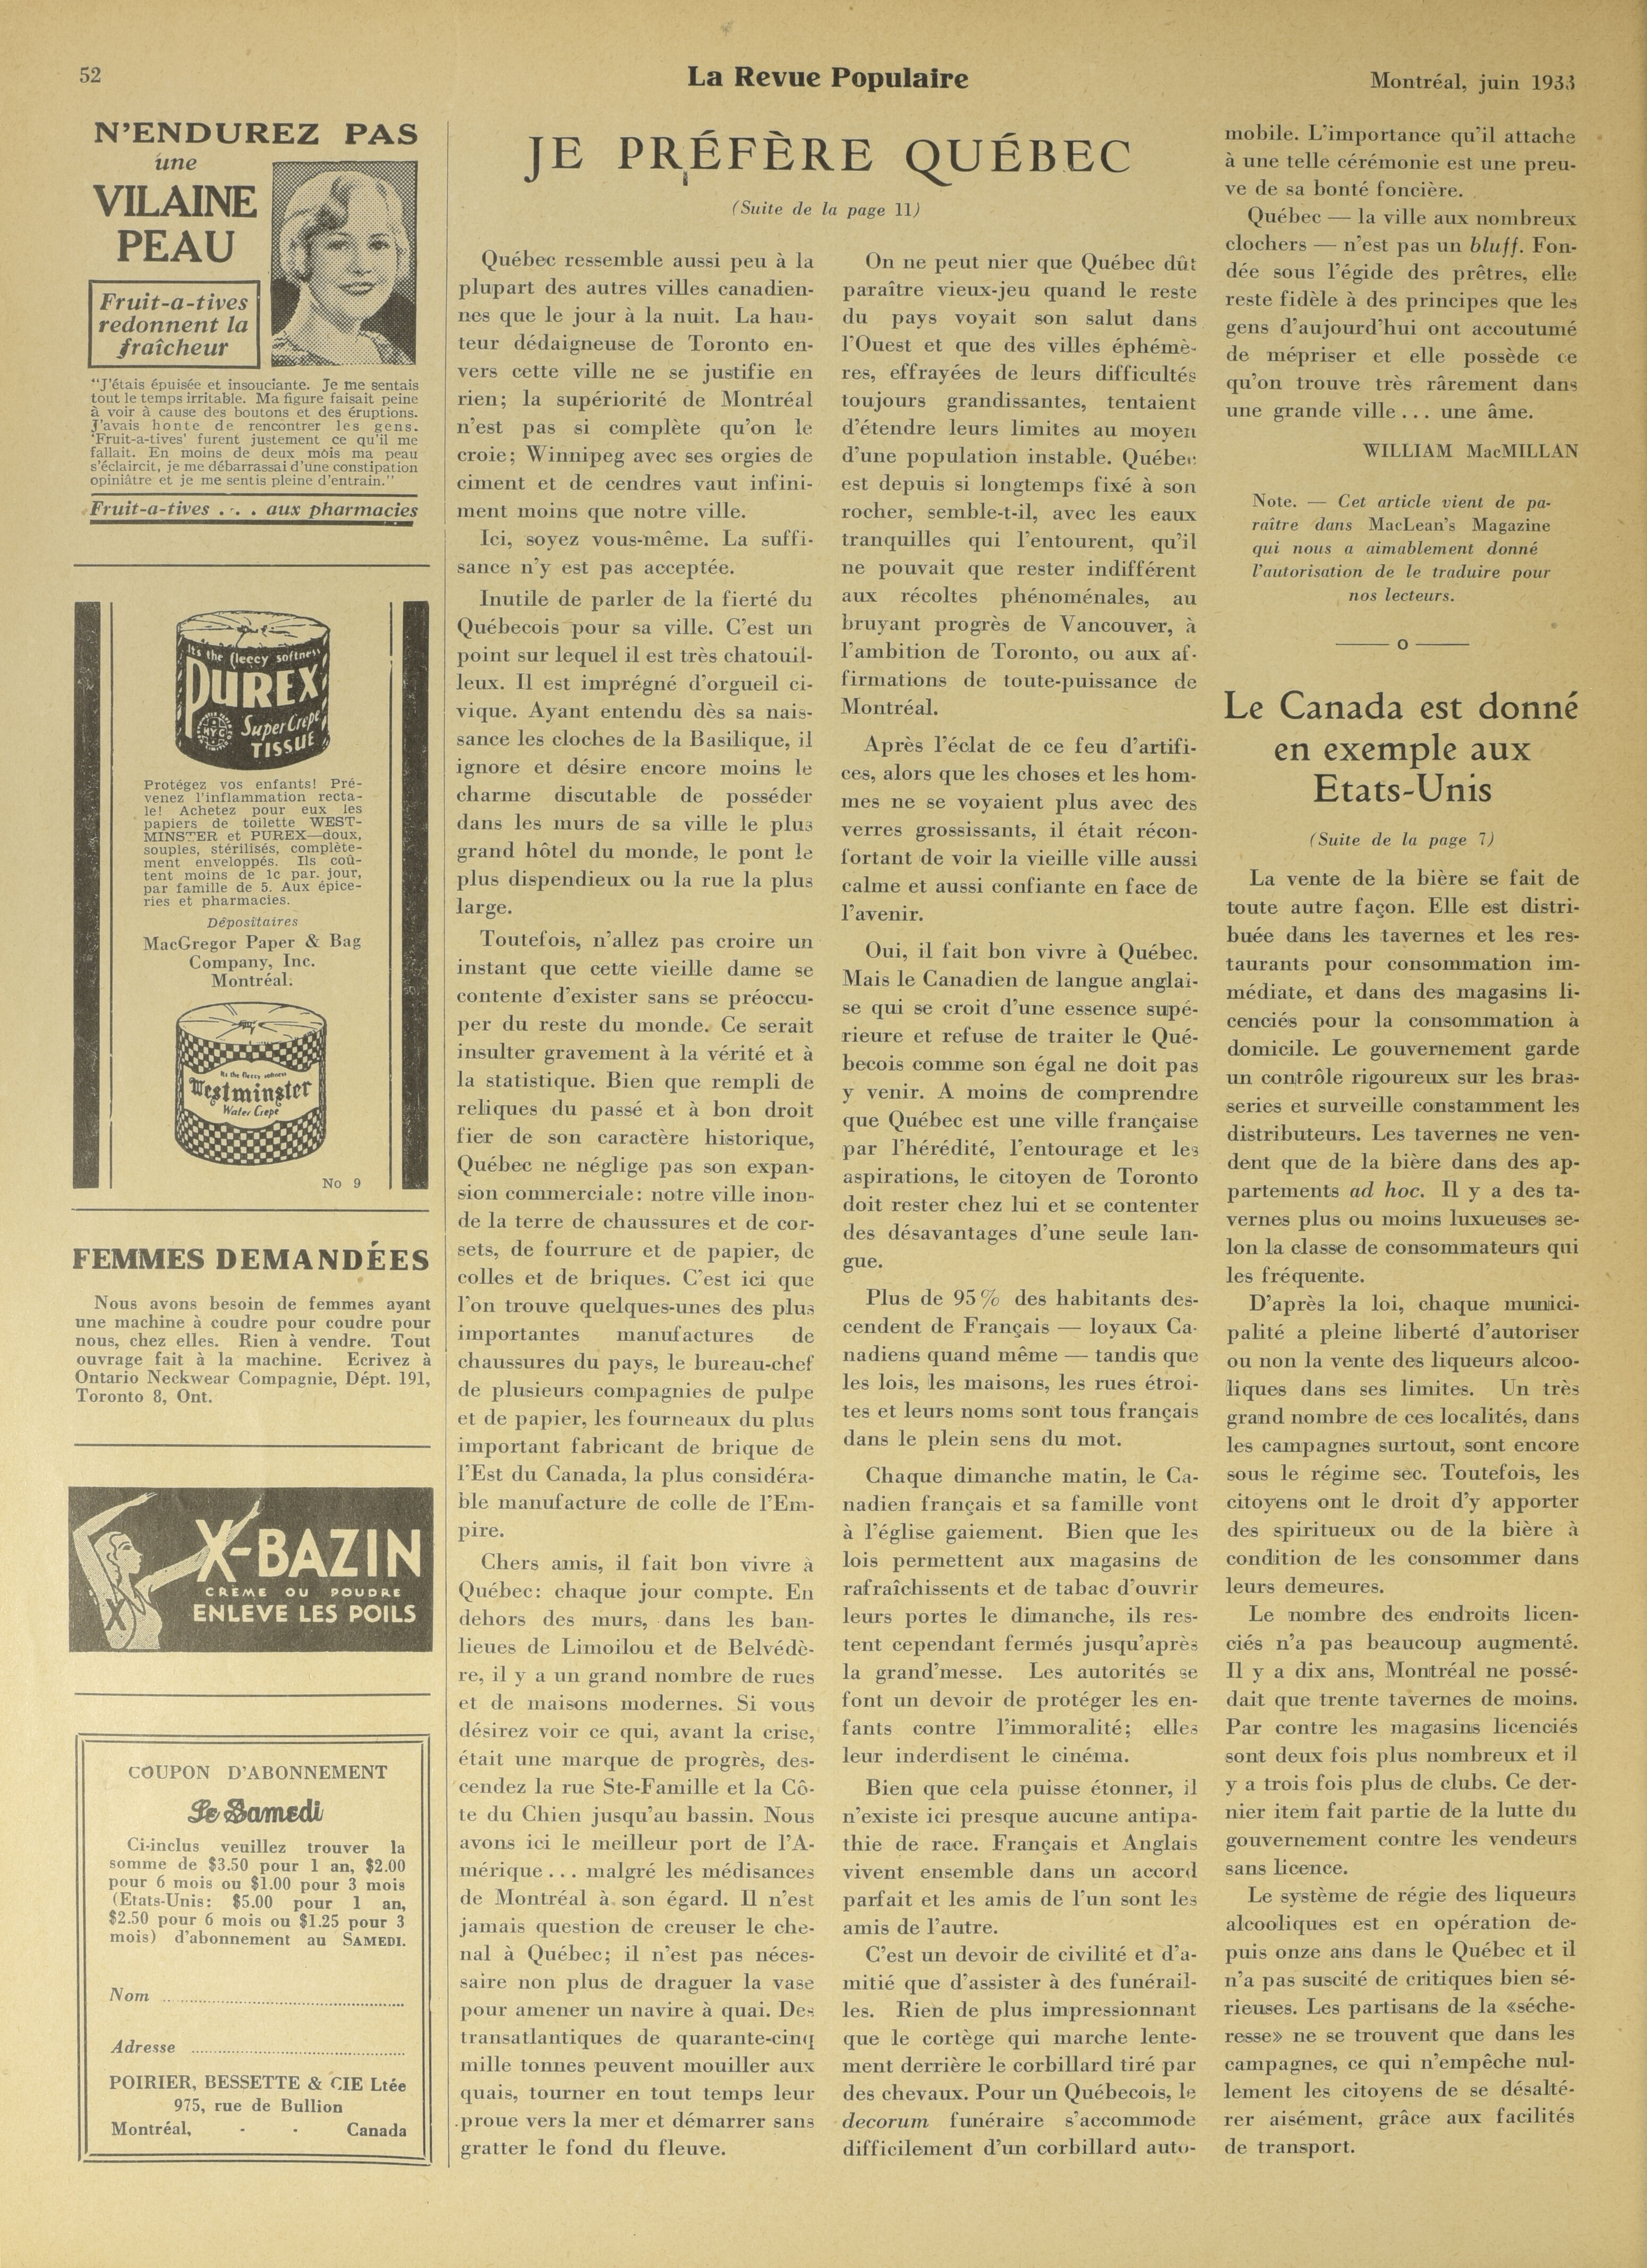 52
La Revue Populaire
Montréal, juin 1933
N'ENDUREZ PAS
une
VILAINE
PEAU
Fruit-a-tives
redonnent la
fraîcheur
"J'étais épuisée et insouciante. Je me sentais
tout le temps irritable. Ma figure faisait peine
à voir à cause des boutons et des éruptions.
J'avais honte de rencontrer les gens.
'Fruit-a-tives' furent justement ce qu'il me
fallait. En moins de deux mois ma peau
s'éclaircit, je me débarrassai d'une constipation
opiniâtre et je me sentis pleine d'entrain."
Fruit-a-tives . . . aux pharmacies
It's the fleecy softness
PUREX
Super Crepe
TISSUE
Protégez vos enfants! Pré-
venez l'inflammation recta-
le! Achetez pour eux les
papiers de toilette WEST-
MINSTER et PUREX—doux,
souples, stérilisés, complète-
ment enveloppés. Ils coû-
tent moins de 1c par. jour,
par famille de 5. Aux épice-
ries et pharmacies.
Dépositaires
MacGregor Paper & Bag
Company, Inc.
Montréal.
Its the fleecy softness
Westminster
Water Crepe
No 9
FEMMES DEMANDÉES
Nous avons besoin de femmes ayant
une machine à coudre pour coudre pour
nous, chez elles. Rien à vendre. Tout
ouvrage fait à la machine. Ecrivez à
Ontario Neckwear Compagnie, Dépt. 191,
Toronto 8, Ont.
X-BAZIN
CRÈME OU POUDRE
ENLEVE LES POILS
COUPON D'ABONNEMENT
Le Samedi
Ci-inclus veuillez trouver la
somme de $3.50 pour 1 an, $2.00
pour 6 mois ou $1.00 pour 3 mois
(Etats-Unis: $5.00 pour 1 an,
$2.50 pour 6 mois ou $1.25 pour 3
mois) d'abonnement au SAMEDI.
Nom
Adresse
POIRIER, BESSETTE & CIE Ltée
975, rue de Bullion
Montréal, - - Canada
JE PRÉFÈRE QUÉBEC
(Suite de la page 11)
Québec ressemble aussi peu à la
plupart des autres villes canadien-
nes que le jour à la nuit. La hau-
teur dédaigneuse de Toronto en-
vers cette ville ne se justifie en
rien; la supériorité de Montréal
n'est pas si complète qu'on le
croie; Winnipeg avec ses orgies de
ciment et de cendres vaut infini-
ment moins que notre ville.
Ici, soyez vous-même. La suffi-
sance n'y est pas acceptée.
Inutile de parler de la fierté du
Québecois pour sa ville. C'est un
point sur lequel il est très chatouil-
leux. Il est imprégné d'orgueil ci-
vique. Ayant entendu dès sa nais-
sance les cloches de la Basilique, il
ignore et désire encore moins le
charme discutable de posséder
dans les murs de sa ville le plus
grand hôtel du monde, le pont le
plus dispendieux ou la rue la plus
large.
Toutefois, n'allez pas croire un
instant que cette vieille dame se
contente d'exister sans se préoccu-
per du reste du monde. Ce serait
insulter gravement à la vérité et à
la statistique. Bien que rempli de
reliques du passé et à bon droit
fier de son caractère historique,
Québec ne néglige pas son expan-
sion commerciale: notre ville inon-
de la terre de chaussures et de cor-
sets, de fourrure et de papier, de
colles et de briques. C'est ici que
l'on trouve quelques-unes des plus
importantes manufactures de
chaussures du pays, le bureau-chef
de plusieurs compagnies de pulpe
et de papier, les fourneaux du plus
important fabricant de brique de
l'Est du Canada, la plus considéra-
ble manufacture de colle de l'Em-
pire.
Chers amis, il fait bon vivre à
Québec: chaque jour compte. En
dehors des murs, dans les ban-
lieues de Limoilou et de Belvédè-
re, il y a un grand nombre de rues
et de maisons modernes. Si vous
désirez voir ce qui, avant la crise,
était une marque de progrès, des-
cendez la rue Ste-Famille et la Cô-
te du Chien jusqu'au bassin. Nous
avons ici le meilleur port de l'A-
mérique... malgré les médisances
de Montréal à son égard. Il n'est
jamais question de creuser le che-
nal à Québec; il n'est pas néces-
saire non plus de draguer la vase
pour amener un navire à quai. Des
transatlantiques de quarante-cinq
mille tonnes peuvent mouiller aux
quais, tourner en tout temps leur
proue vers la mer et démarrer sans
gratter le fond du fleuve.
On ne peut nier que Québec dût
paraître vieux-jeu quand le reste
du pays voyait son salut dans
l'Ouest et que des villes éphémè-
res, effrayées de leurs difficultés
toujours grandissantes, tentaient
d'étendre leurs limites au moyen
d'une population instable. Québec
est depuis si longtemps fixé à son
rocher, semble-t-il, avec les eaux
tranquilles qui l'entourent, qu'il
ne pouvait que rester indifférent
aux récoltes phénoménales, au
bruyant progrès de Vancouver, à
l'ambition de Toronto, ou aux af-
firmations de toute-puissance de
Montréal.
Après l'éclat de ce feu d'artifi-
ces, alors que les choses et les hom-
mes ne se voyaient plus avec des
verres grossissants, il était récon-
fortant de voir la vieille ville aussi
calme et aussi confiante en face de
l'avenir.
Oui, il fait bon vivre à Québec.
Mais le Canadien de langue anglai-
se qui se croit d'une essence supé-
rieure et refuse de traiter le Qué-
becois comme son égal ne doit pas
y venir. A moins de comprendre
que Québec est une ville française
par l'hérédité, l'entourage et les
aspirations, le citoyen de Toronto
doit rester chez lui et se contenter
des désavantages d'une seule lan-
gue.
Plus de 95% des habitants des-
cendent de Français — loyaux Ca-
nadiens quand même — tandis que
les lois, les maisons, les rues étroi-
tes et leurs noms sont tous français
dans le plein sens du mot.
Chaque dimanche matin, le Ca-
nadien français et sa famille vont
à l'église gaiement. Bien que les
lois permettent aux magasins de
rafraîchissents et de tabac d'ouvrir
leurs portes le dimanche, ils res-
tent cependant fermés jusqu'après
la grand'messe. Les autorités se
font un devoir de protéger les en-
fants contre l'immoralité; elles
leur inderdisent le cinéma.
Bien que cela puisse étonner, il
n'existe ici presque aucune antipa-
thie de race. Français et Anglais
vivent ensemble dans un accord
parfait et les amis de l'un sont les
amis de l'autre.
C'est un devoir de civilité et d'a-
mitié que d'assister à des funérail-
les. Rien de plus impressionnant
que le cortège qui marche lente-
ment derrière le corbillard tiré par
des chevaux. Pour un Québecois, le
decorum funéraire s'accommode
difficilement d'un corbillard auto-
mobile. L'importance qu'il attache
à une telle cérémonie est une preu-
ve de sa bonté foncière.
Québec — la ville aux nombreux
clochers — n'est pas un bluff. Fon-
dée sous l'égide des prêtres, elle
reste fidèle à des principes que les
gens d'aujourd'hui ont accoutumé
de mépriser et elle possède ce
qu'on trouve très rârement dans
une grande ville... une âme.
WILLIAM MacMILLAN
Note. — Cet article vient de pa-
raître dans MacLean's Magazine
qui nous a aimablement donné
l'autorisation de le traduire pour
nos lecteurs.
o
Le Canada est donné
en exemple aux
Etats-Unis
(Suite de la page 7)
La vente de la bière se fait de
toute autre façon. Elle est distri-
buée dans les tavernes et les res-
taurants pour consommation im-
médiate, et dans des magasins li-
cenciés pour la consommation à
domicile. Le gouvernement garde
un contrôle rigoureux sur les bras-
series et surveille constamment les
distributeurs. Les tavernes ne ven-
dent que de la bière dans des ap-
partements ad hoc. Il y a des ta-
vernes plus ou moins luxueuses se-
lon la classe de consommateurs qui
les fréquente.
D'après la loi, chaque munici-
palité a pleine liberté d'autoriser
ou non la vente des liqueurs alcoo-
liques dans ses limites. Un très
grand nombre de ces localités, dans
les campagnes surtout, sont encore
sous le régime sec. Toutefois, les
citoyens ont le droit d'y apporter
des spiritueux ou de la bière à
condition de les consommer dans
leurs demeures.
Le nombre des endroits licen-
ciés n'a pas beaucoup augmenté.
Il y a dix ans, Montréal ne possé-
dait que trente tavernes de moins.
Par contre les magasins licenciés
sont deux fois plus nombreux et il
y a trois fois plus de clubs. Ce der-
nier item fait partie de la lutte du
gouvernement contre les vendeurs
sans licence.
Le système de régie des liqueurs
alcooliques est en opération de-
puis onze ans dans le Québec et il
n'a pas suscité de critiques bien sé-
rieuses. Les partisans de la «séche-
resse» ne se trouvent que dans les
campagnes, ce qui n'empêche nul-
lement les citoyens de se désalté-
rer aisément, grâce aux facilités
de transport.